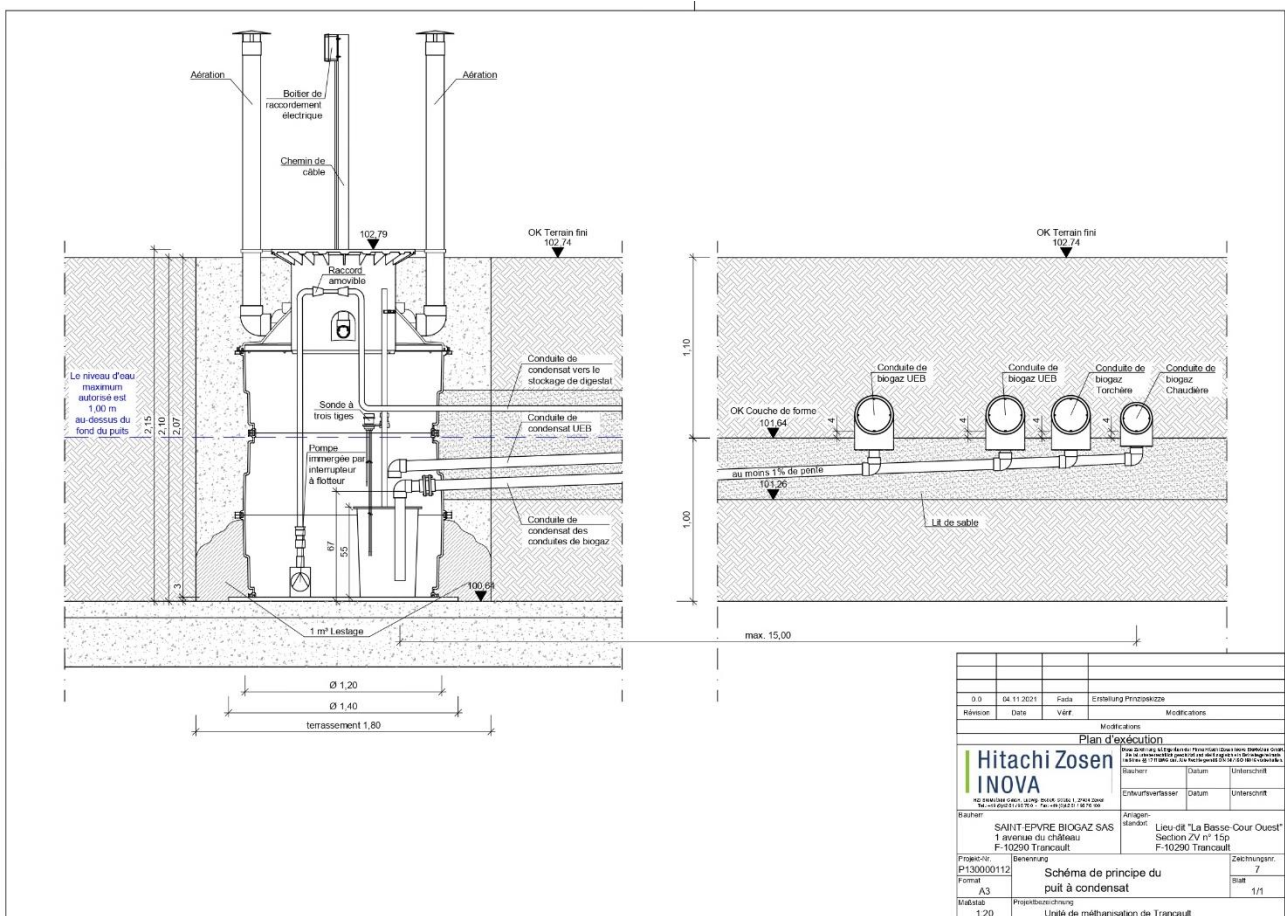 Aération
Boîtier de
raccordement
électrique
Aération
Chemin de
câble
102,79
OK Terrain fini
102,74
OK Terrain fini
102,74
Raccord
amovible
Le niveau d'eau
maximum
autorisé est
1,00 m
au-dessus du
fond du puits
2,15
2,10
2,07
3
Sonde à
trois tiges
Pompe
immergée par
interrupteur
à flotteur
67
55
Conduite de
condensat vers le
stockage de digestat
Conduite de
condensat UEB
Conduite de
condensat des
conduites de biogaz
100,64
1 m³ Lestage
Ø 1,20
Ø 1,40
terrassement 1,80
1,10
1,00
Conduite de
biogaz UEB
Conduite de
biogaz UEB
Conduite de
biogaz
Torchère
Conduite de
biogaz
Chaudière
OK Couche de forme
101,64
4
4
4
4
au moins 1% de pente
101,26
Lit de sable
max. 15,00
0.0 04.11.2021 Fada Erstellung Prinzipskizze
Révision Date Vérif. Modifications
Modifications
Plan d'exécution
Hitachi Zosen
INOVA
Bauherr Datum Unterschrift
Entwurfsverfasser Datum Unterschrift
Bauherr
SAINT-EPVRE BIOGAZ SAS
1 avenue du château
F-10290 Trancault
Anlagen-
standort
Lieu-dit "La Basse-Cour Ouest"
Section ZV n° 15p
F-10290 Trancault
Projekt-Nr.
P130000112
Benennung
Schéma de principe du
puit à condensat
Zeichnungsnr.
7
Format
A3
Blatt
1/1
Maßstab
1:20
Projektbezeichnung
Unité de méthanisation de Trancault